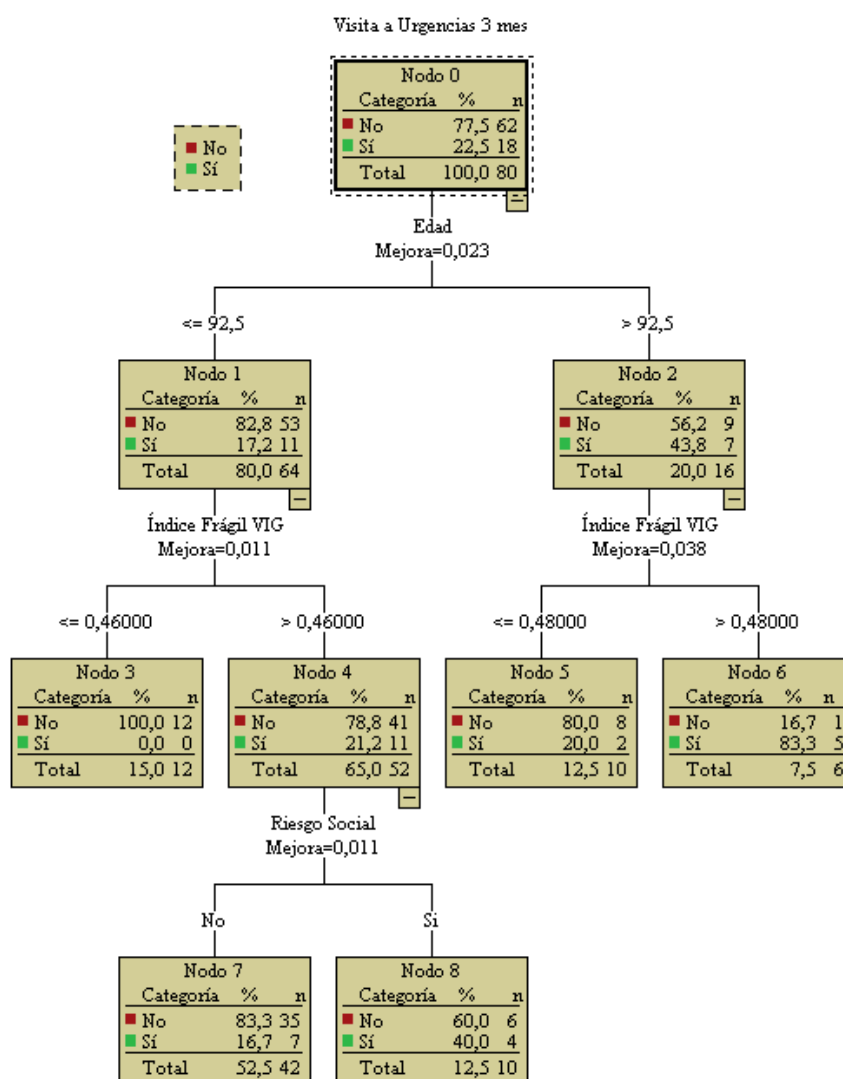 Visita a Urgencias 3 mes
No
Sí
Nodo 0
Categoría % n
No 77,5 62
Sí 22,5 18
Total 100,0 80
Edad
Mejora=0,023
<= 92,5
> 92,5
Nodo 1
Categoría % n
No 82,8 53
Sí 17,2 11
Total 80,0 64
Nodo 2
Categoría % n
No 56,2 9
Sí 43,8 7
Total 20,0 16
Índice Frágil VIG
Mejora=0,011
Índice Frágil VIG
Mejora=0,038
<= 0,46000
> 0,46000
<= 0,48000
> 0,48000
Nodo 3
Categoría % n
No 100,0 12
Sí 0,0 0
Total 15,0 12
Nodo 4
Categoría % n
No 78,8 41
Sí 21,2 11
Total 65,0 52
Nodo 5
Categoría % n
No 80,0 8
Sí 20,0 2
Total 12,5 10
Nodo 6
Categoría % n
No 16,7 1
Sí 83,3 5
Total 7,5 6
Riesgo Social
Mejora=0,011
No
Si
Nodo 7
Categoría % n
No 83,3 35
Sí 16,7 7
Total 52,5 42
Nodo 8
Categoría % n
No 60,0 6
Sí 40,0 4
Total 12,5 10